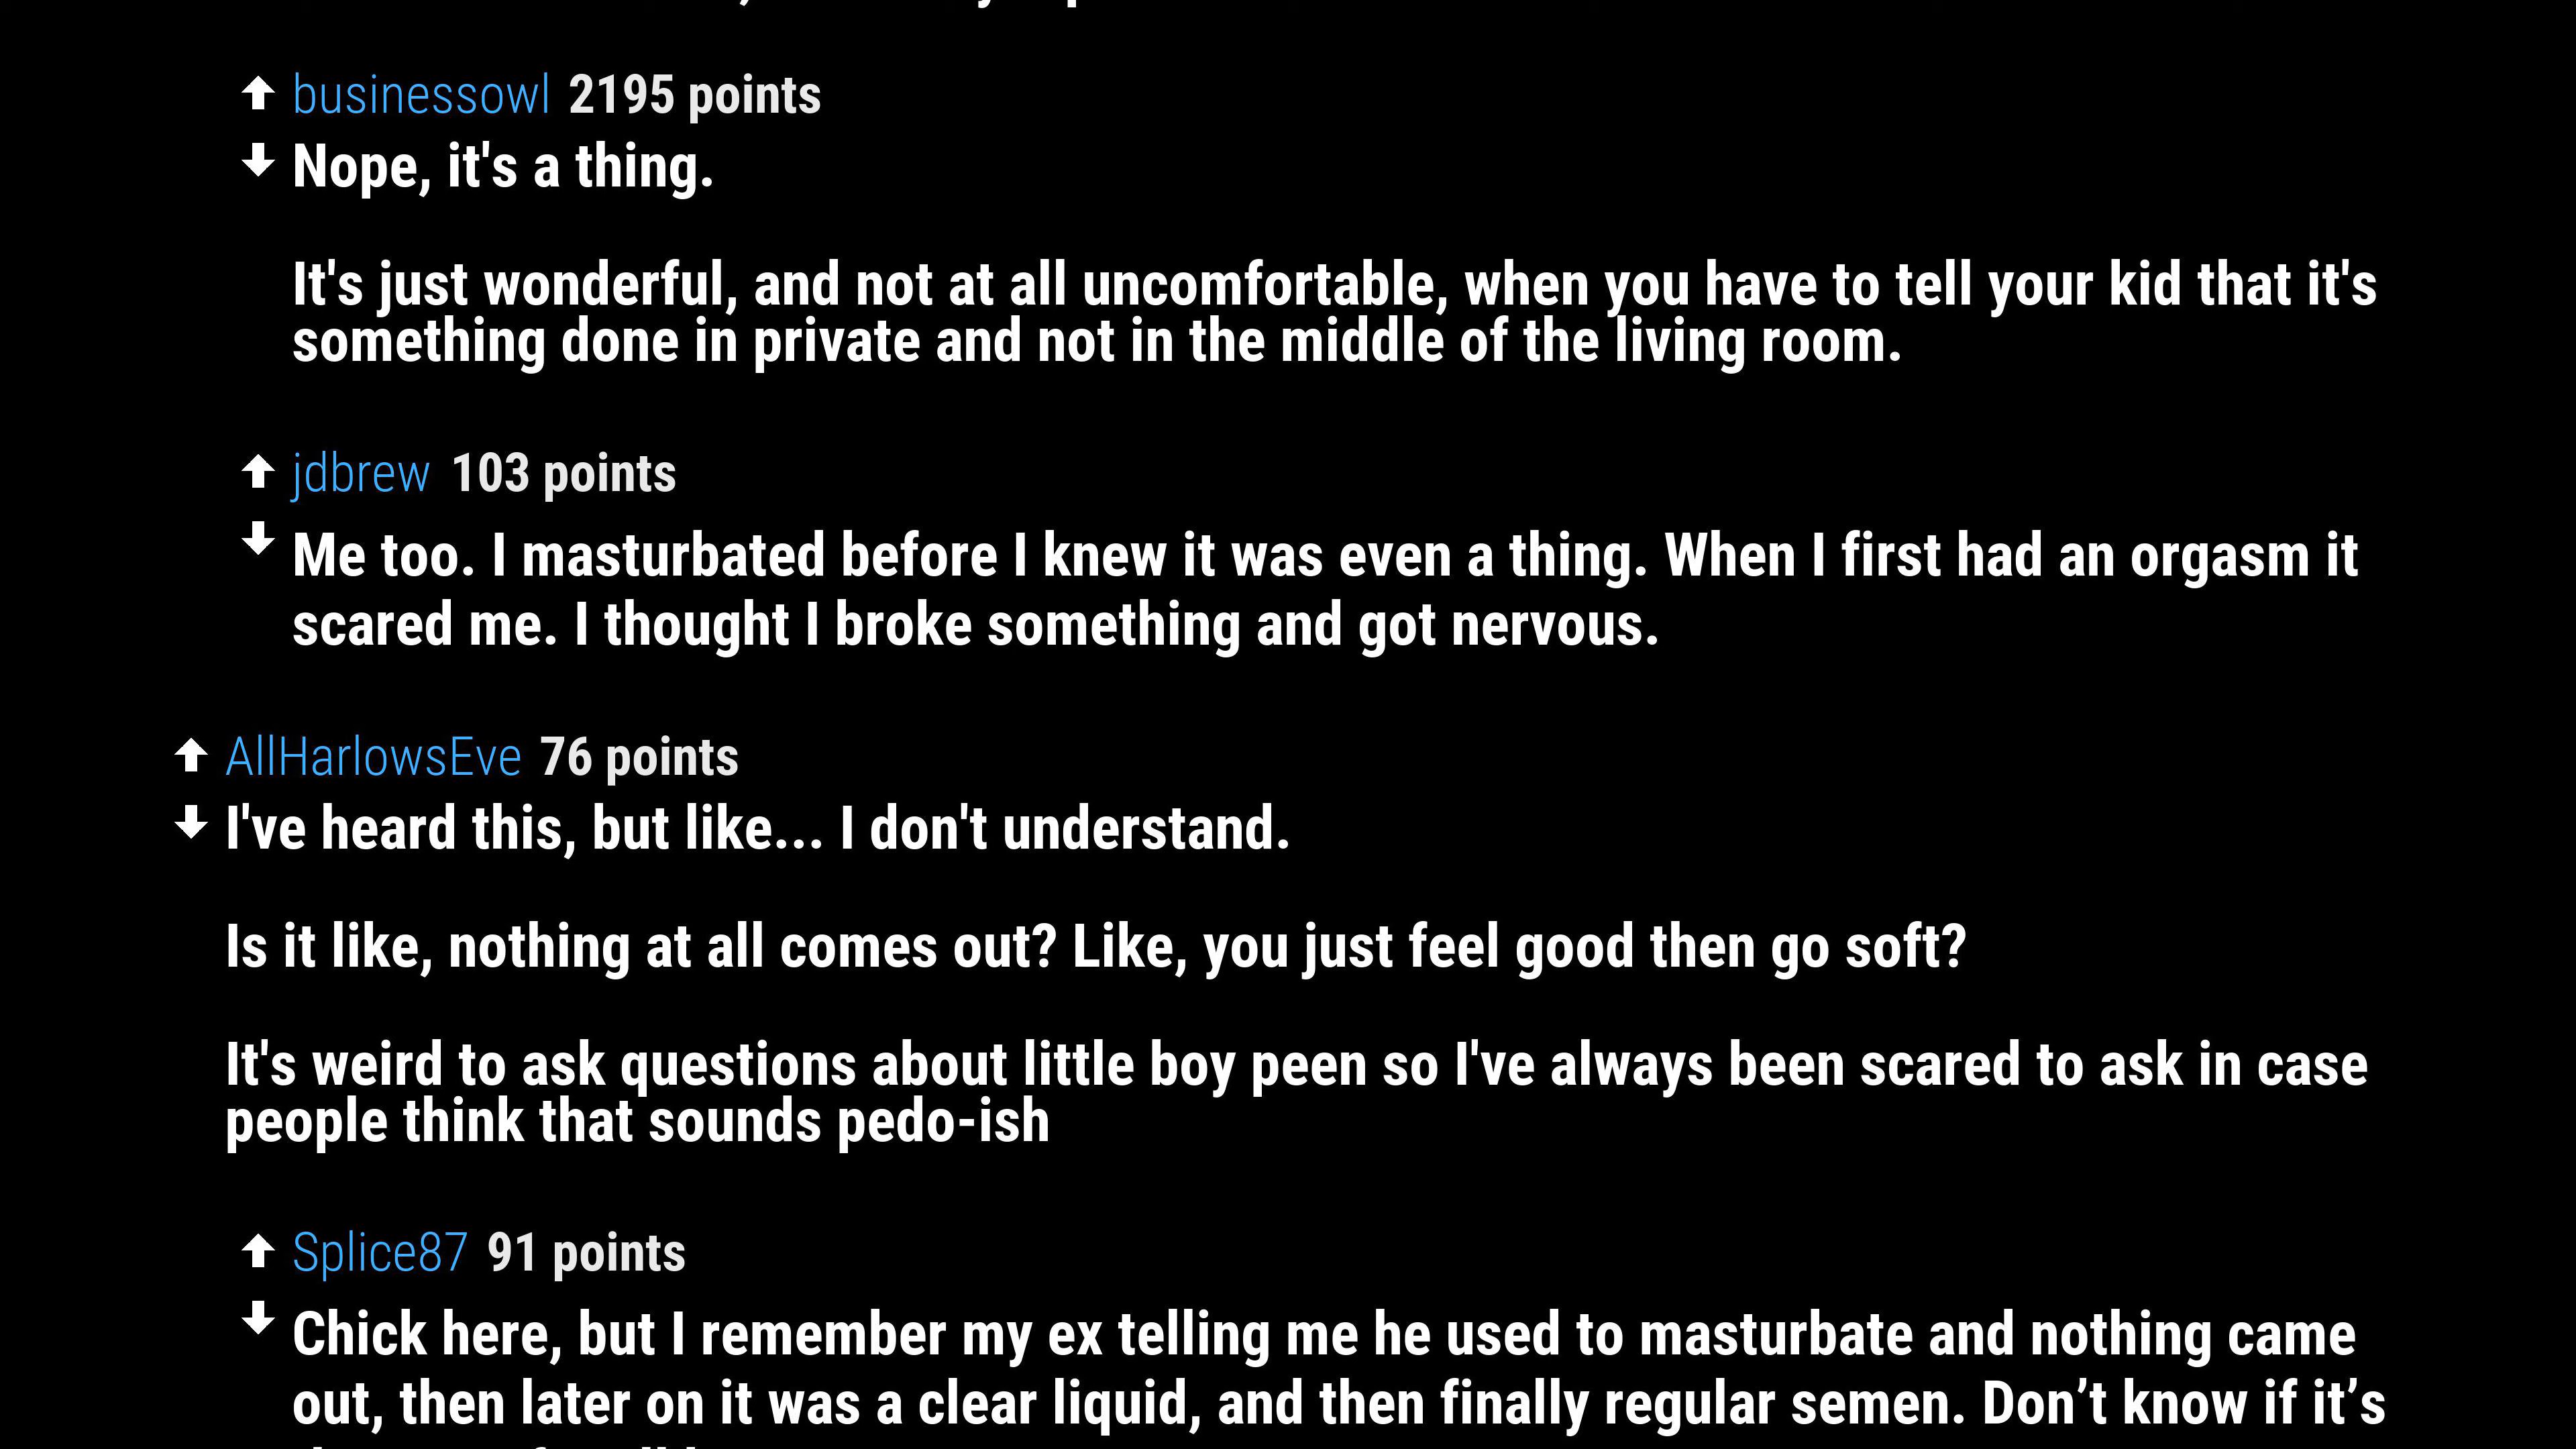 businessowl 2195 points
Nope, it's a thing.
It's just wonderful, and not at all uncomfortable, when you have to tell your kid that it's
something done in private and not in the middle of the living room.
jdbrew 103 points
Me too. I masturbated before I knew it was even a thing. When I first had an orgasm it
scared me. I thought I broke something and got nervous.
AllHarlowsEve 76 points
I've heard this, but like... I don't understand.
Is it like, nothing at all comes out? Like, you just feel good then go soft?
It's weird to ask questions about little boy peen so I've always been scared to ask in case
people think that sounds pedo-ish
Splice87 91 points
Chick here, but I remember my ex telling me he used to masturbate and nothing came
out, then later on it was a clear liquid, and then finally regular semen. Don’t know if it’s